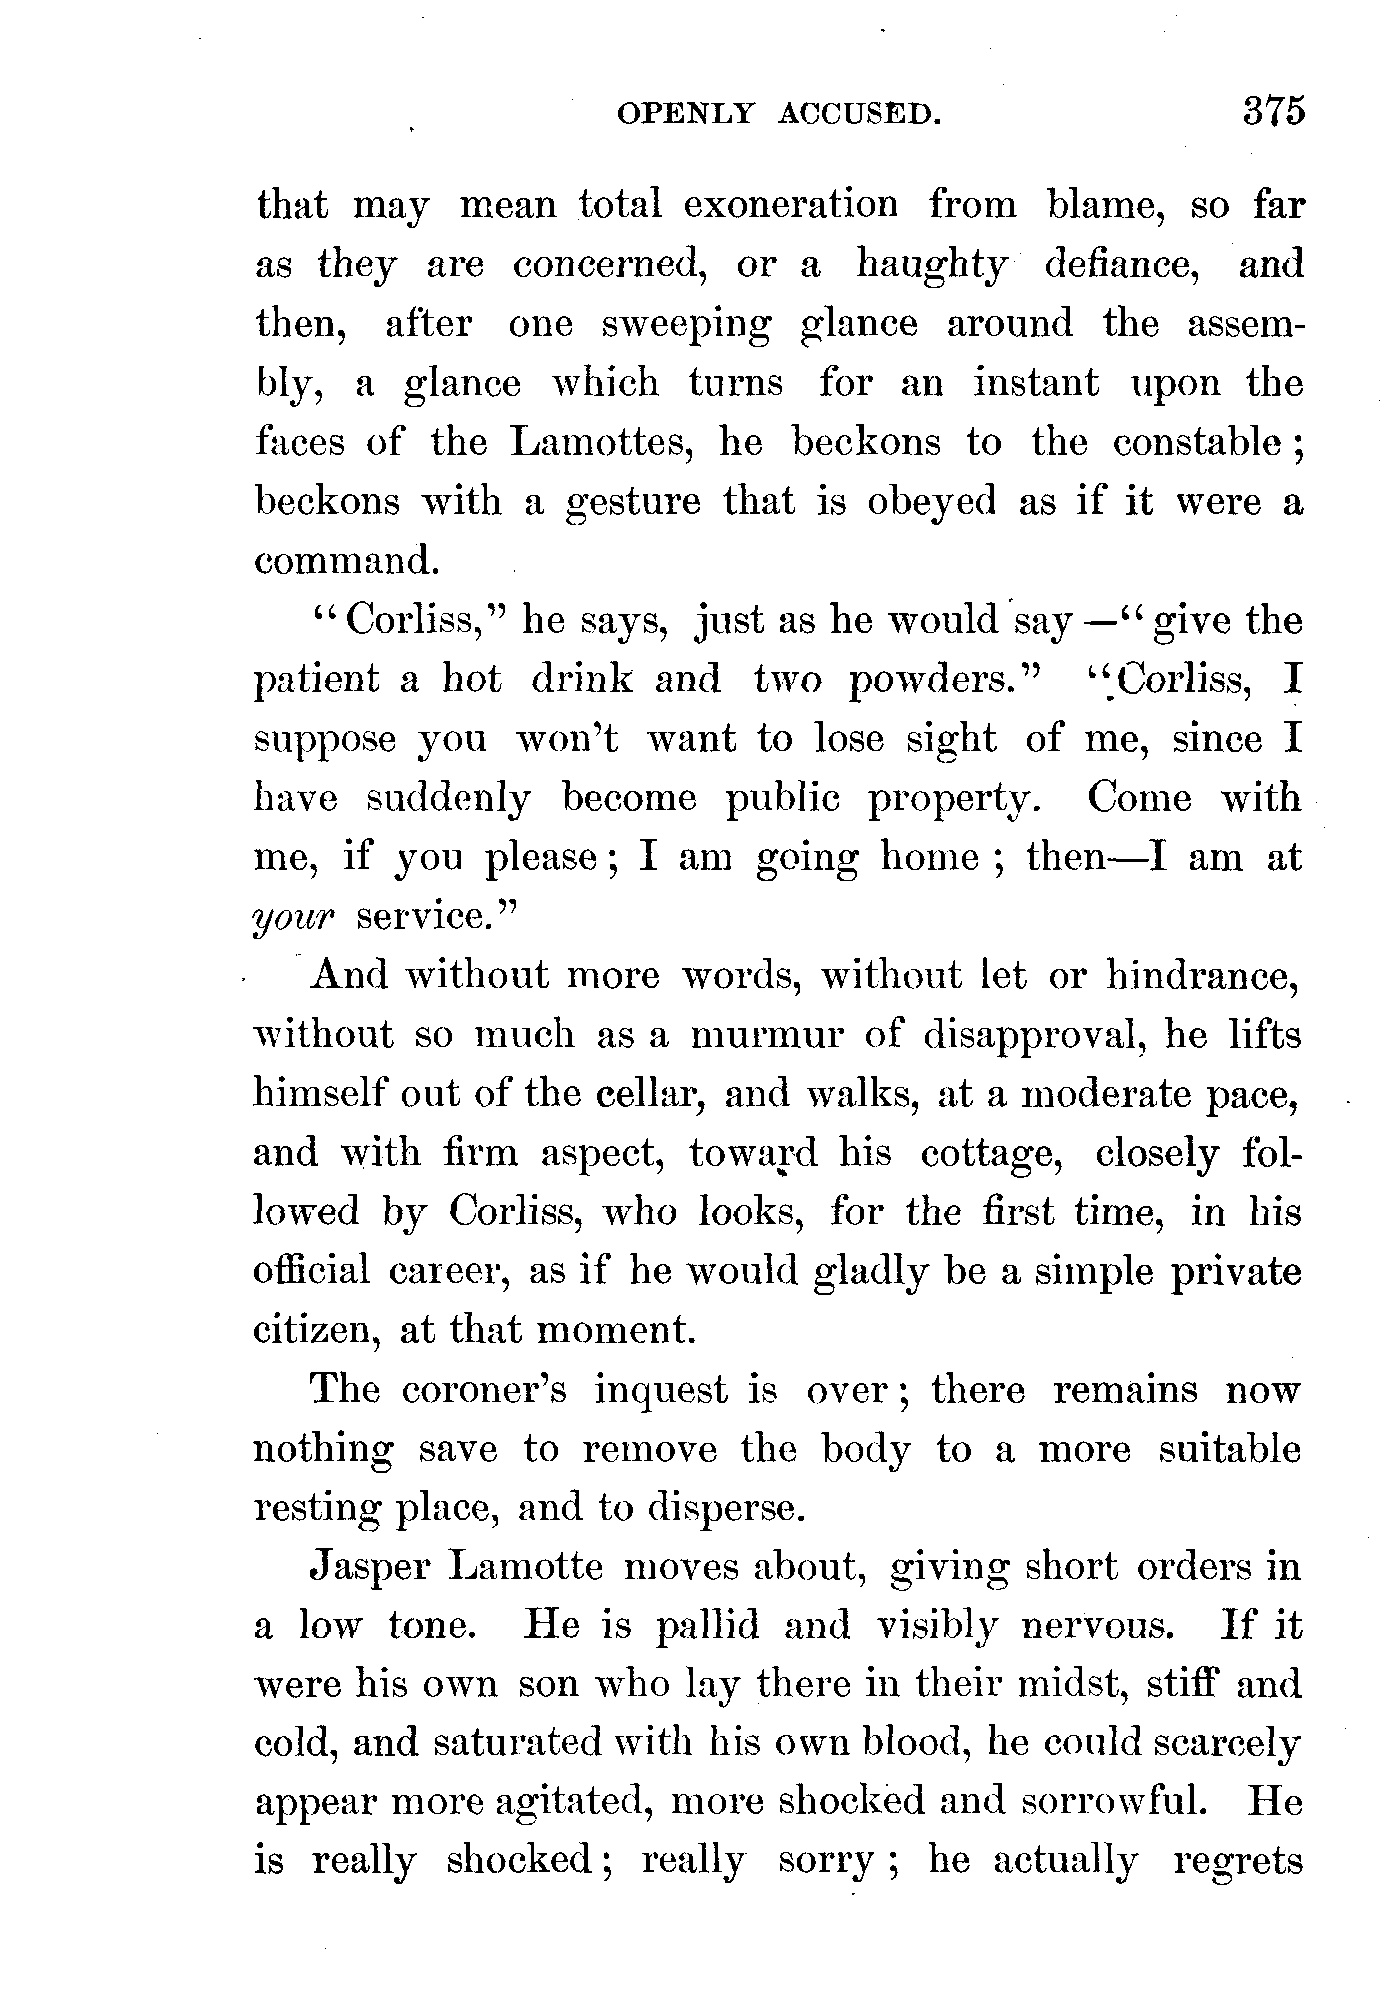 OPENLY ACCUSED. 375
that may mean total exoneration from blame, so far
as they are concerned, or a haughty defiance, and
then, after one sweeping glance around the assem-
bly, a glance which turns for an instant upon the
faces of the Lamottes, he beckons to the constable ;
beckons with a gesture that is obeyed as if it were a
command.
“Corliss,” he says, just as he would say —“give the
patient a hot drink and two powders.” “Corliss, I
suppose you won’t want to lose sight of me, since I
have suddenly become public property. Come with
me, if you please ; I am going home ; then—I am at
your service.”
And without more words, without let or hindrance,
without so much as a murmur of disapproval, he lifts
himself out of the cellar, and walks, at a moderate pace,
and with firm aspect, toward his cottage, closely fol-
lowed by Corliss, who looks, for the first time, in his
official career, as if he would gladly be a simple private
citizen, at that moment.
The coroner’s inquest is over ; there remains now
nothing save to remove the body to a more suitable
resting place, and to disperse.
Jasper Lamotte moves about, giving short orders in
a low tone. He is pallid and visibly nervous. If it
were his own son who lay there in their midst, stiff and
cold, and saturated with his own blood, he could scarcely
appear more agitated, more shocked and sorrowful. He
is really shocked ; really sorry ; he actually regrets